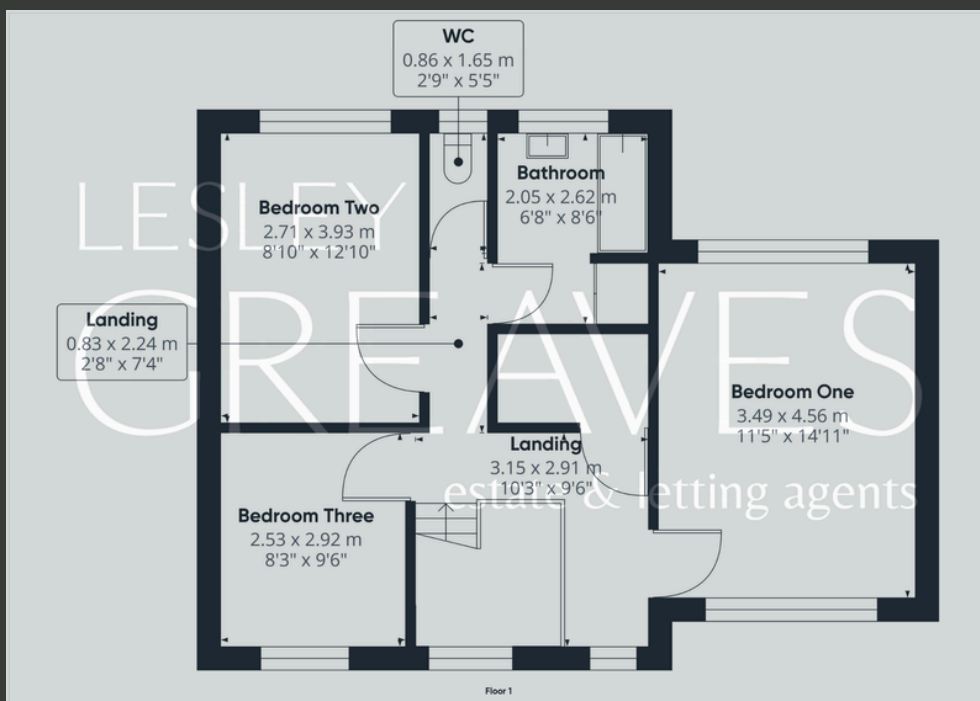 WC
0.86 x 1.65 m
2'9" x 5'5"
Bathroom
2.05 x 2.62 m
6'8" x 8'6"
LESLEY
Bedroom Two
2.71 x 3.93 m
8'10" x 12'10"
GREAVES
Landing
0.83 x 2.24 m
2'8" x 7'4"
Bedroom One
3.49 x 4.56 m
11'5" x 14'11"
Landing
3.15 x 2.91 m
10'3" x 9'6"
estate & letting agents
Bedroom Three
2.53 x 2.92 m
8'3" x 9'6"
Floor 1